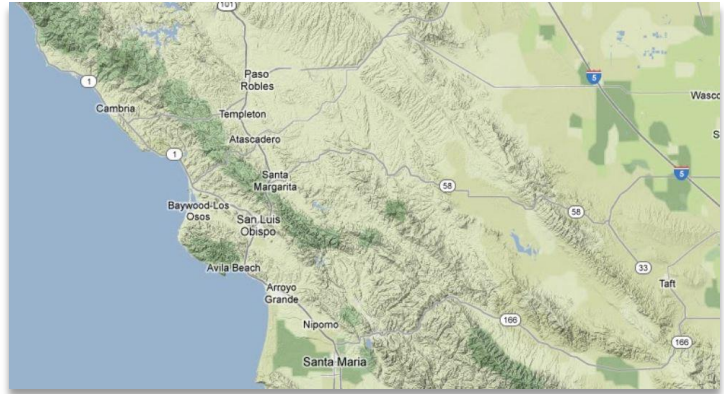 101
5
Paso
Robles
1
Wasco
Cambria
Templeton
S
Atascadero
1
5
Santa
Margarita
58
Baywood-Los
Osos
58
San Luis
Obispo
Avila Beach
33
Taft
Arroyo
Grande
166
Nipomo
166
Santa Maria